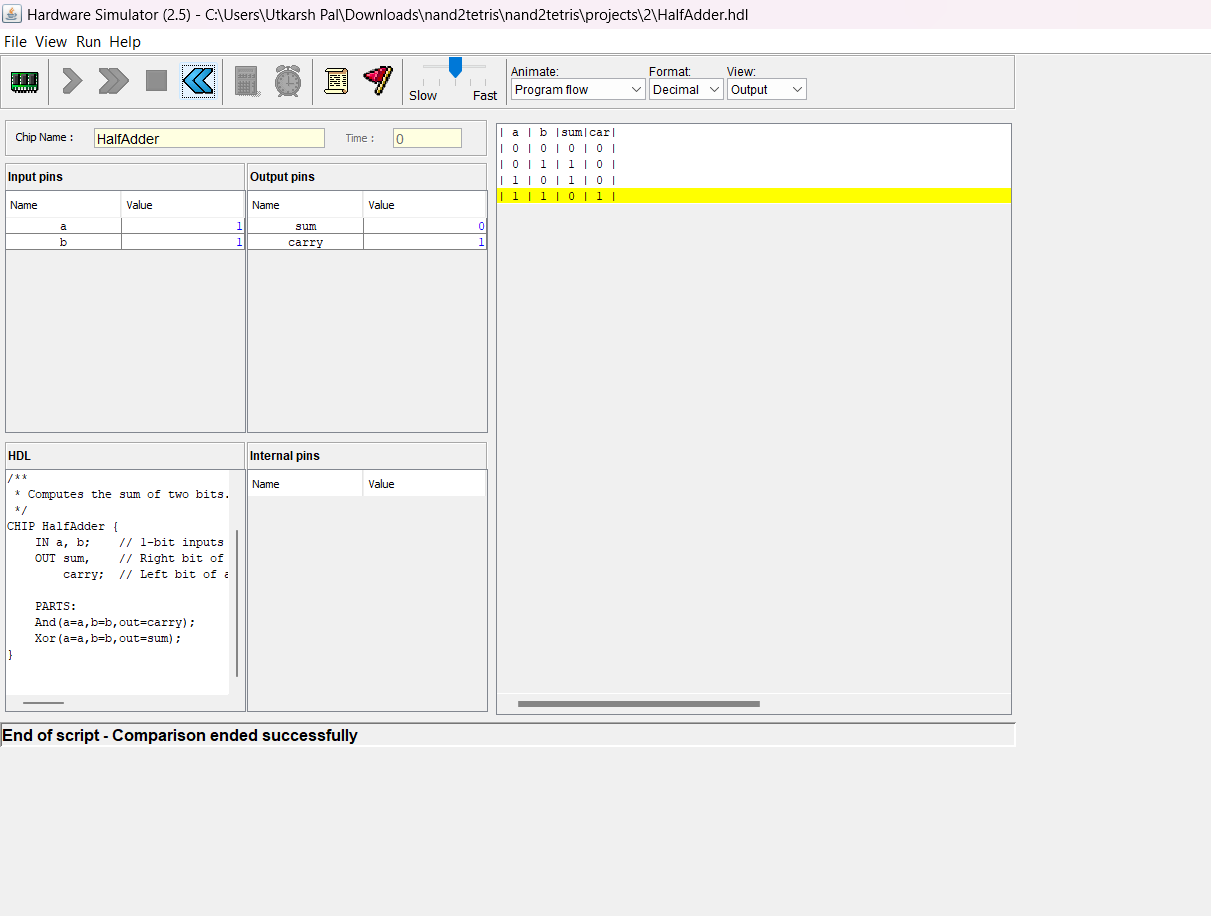 Hardware Simulator (2.5) - C:\Users\Utkarsh Pal\Downloads\nand2tetris\nand2tetris\projects\2\HalfAdder.hdl
File View Run Help
Animate: Format: View:
Slow Fast Program flow Decimal Output
Chip Name : HalfAdder Time : 0
Input pins
Name Value
a 1
b 1
Output pins
Name Value
sum 0
carry 1
HDL
/**
 * Computes the sum of two bits.
 */
CHIP HalfAdder {
    IN a, b;    // 1-bit inputs
    OUT sum,    // Right bit of
        carry;  // Left bit of a

    PARTS:
    And(a=a,b=b,out=carry);
    Xor(a=a,b=b,out=sum);
}
Internal pins
Name Value
| a | b |sum|car|
| 0 | 0 | 0 | 0 |
| 0 | 1 | 1 | 0 |
| 1 | 0 | 1 | 0 |
| 1 | 1 | 0 | 1 |
End of script - Comparison ended successfully